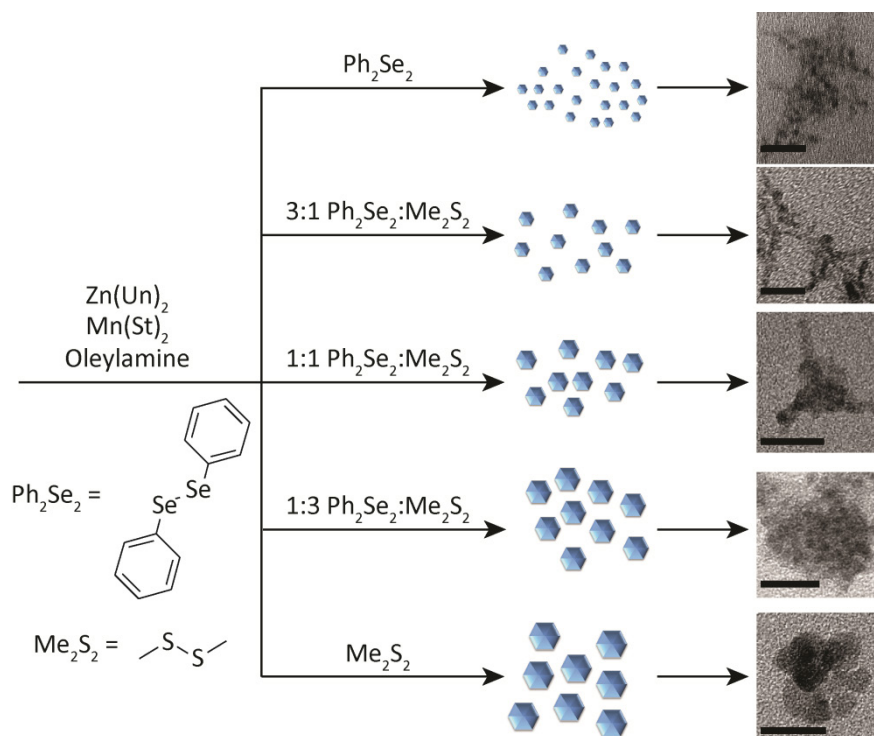 Ph₂Se₂
3:1 Ph₂Se₂:Me₂S₂
Zn(Un)₂
Mn(St)₂
Oleylamine
1:1 Ph₂Se₂:Me₂S₂
Ph₂Se₂ =
Se
Se
1:3 Ph₂Se₂:Me₂S₂
Me₂S₂ =
S
S
Me₂S₂